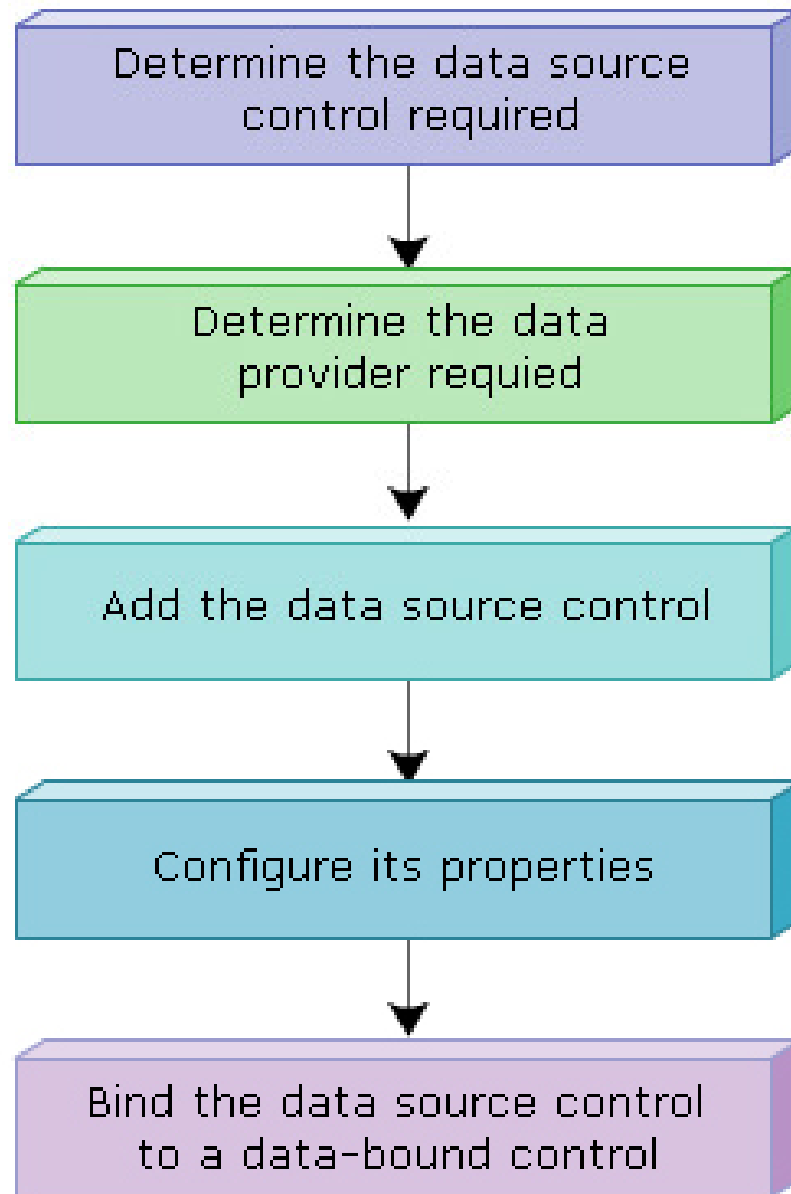 Determine the data source
control required
Determine the data
provider requied
Add the data source control
Configure its properties
Bind the data source control
to a data-bound control